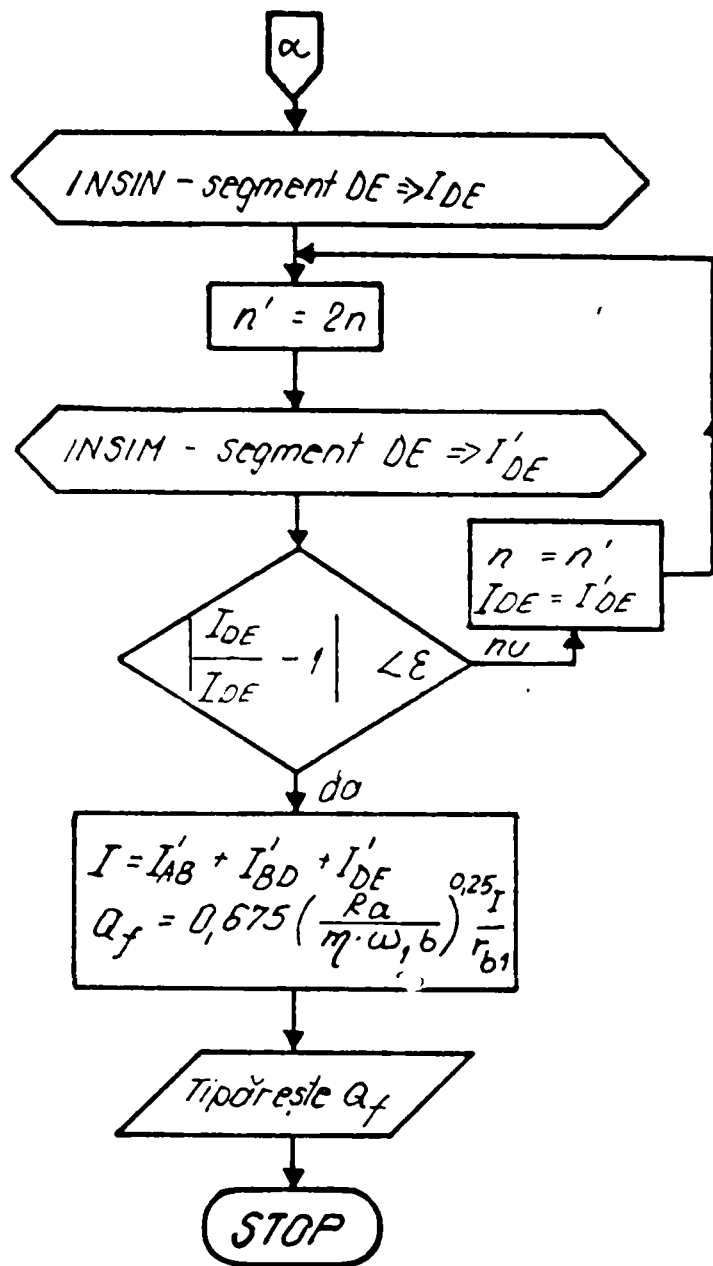 α
INSIN - segment DE ⇒ I_DE
n' = 2n
INSIM - segment DE ⇒ I'_DE
n = n'
I_DE = I'_DE
|I_DE / I_DE - 1| < ε
nu
da
I = I'_AB + I'_BD + I'_DE
Q_f = 0,675 (Ra / η·ω₁ b)^0,25 I / r_b1
Tipărește Q_f
STOP